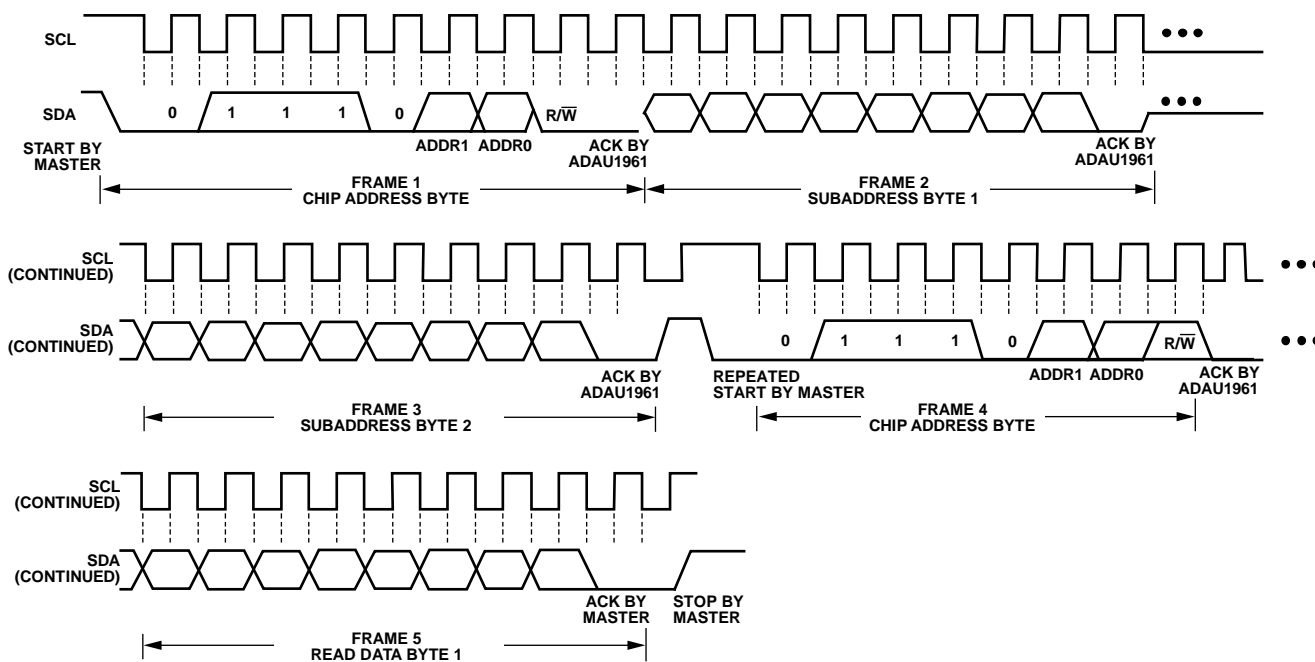 SCL
SDA
0 1 1 1 0 R/W̅
ADDR1 ADDR0
START BY
MASTER
ACK BY
ADAU1961
ACK BY
ADAU1961
FRAME 1
CHIP ADDRESS BYTE
FRAME 2
SUBADDRESS BYTE 1
SCL
(CONTINUED)
SDA
(CONTINUED)
0 1 1 1 0 R/W̅
ADDR1 ADDR0
ACK BY
ADAU1961
REPEATED
START BY MASTER
ACK BY
ADAU1961
FRAME 3
SUBADDRESS BYTE 2
FRAME 4
CHIP ADDRESS BYTE
SCL
(CONTINUED)
SDA
(CONTINUED)
ACK BY
MASTER
STOP BY
MASTER
FRAME 5
READ DATA BYTE 1